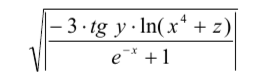 √|(−3·tg y·ln(x⁴ + z))/(e⁻ˣ + 1)|